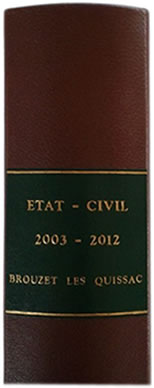 ETAT - CIVIL
2003 - 2012
BROUZET LES QUISSAC